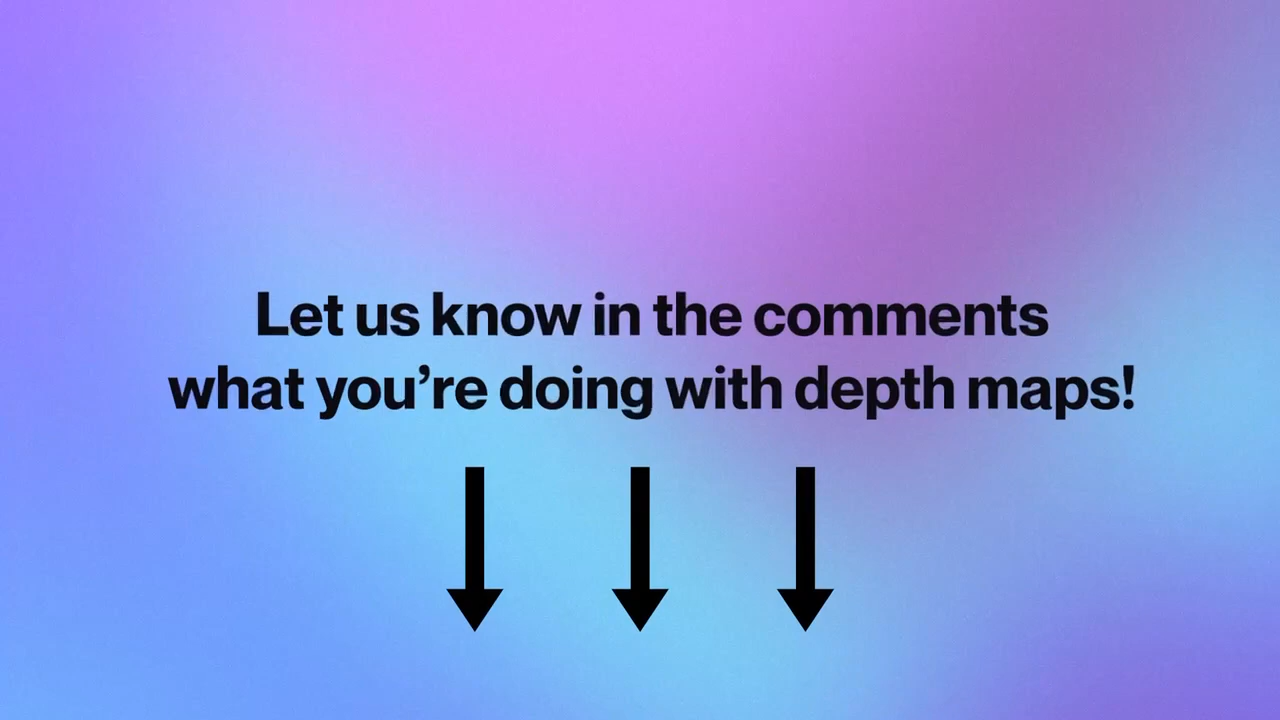 Let us know in the comments
what you’re doing with depth maps!